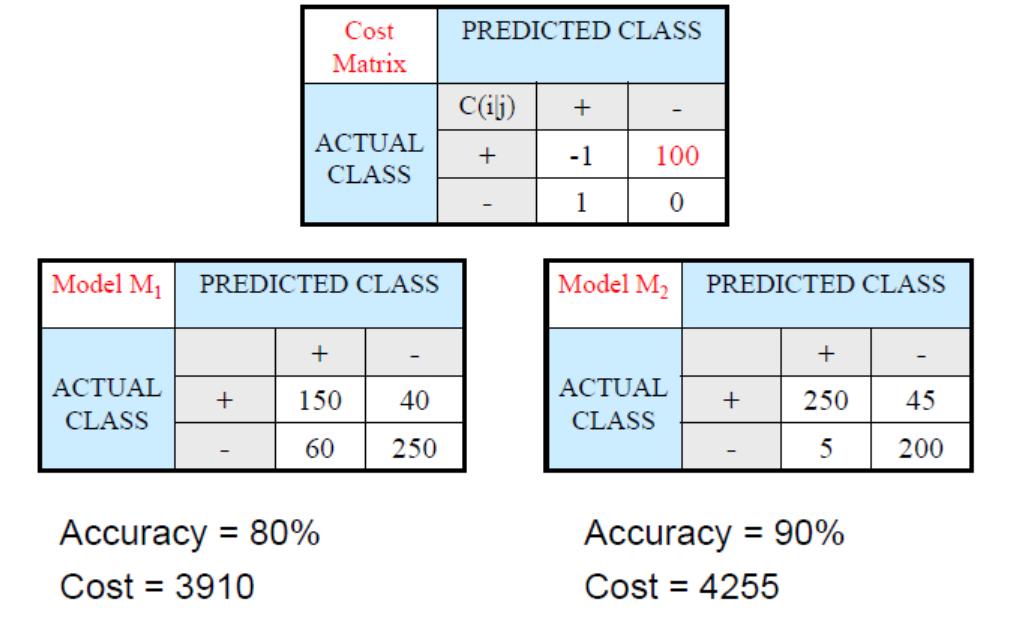 Cost PREDICTED CLASS
Matrix
C(i|j) + -
ACTUAL
CLASS
+ -1 100
- 1 0
Model M1 PREDICTED CLASS
+ -
ACTUAL
CLASS
+ 150 40
- 60 250
Accuracy = 80%
Cost = 3910
Model M2 PREDICTED CLASS
+ -
ACTUAL
CLASS
+ 250 45
- 5 200
Accuracy = 90%
Cost = 4255